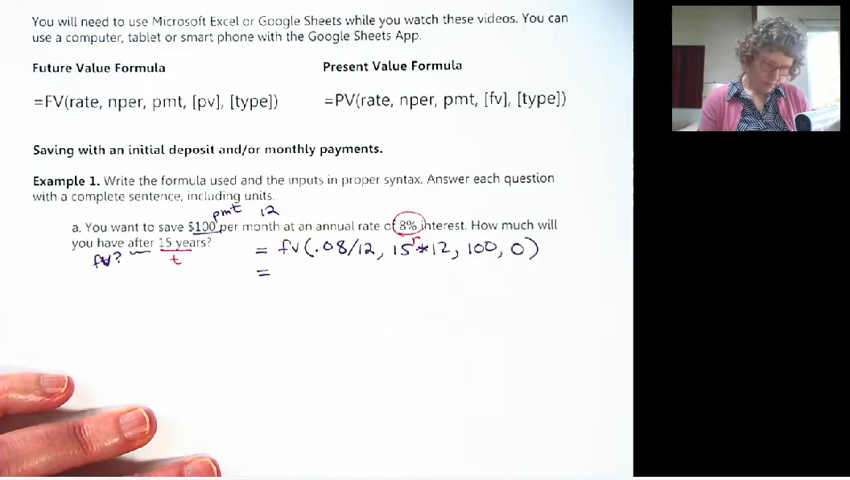 You will need to use Microsoft Excel or Google Sheets while you watch these videos. You can
use a computer, tablet or smart phone with the Google Sheets App.
Future Value Formula
Present Value Formula
=FV(rate, nper, pmt, [pv], [type])
=PV(rate, nper, pmt, [fv], [type])
Saving with an initial deposit and/or monthly payments.
Example 1. Write the formula used and the inputs in proper syntax. Answer each question
with a complete sentence, including units.
pmt 12
a. You want to save $100 per month at an annual rate of 8% interest. How much will
you have after 15 years?
r
= fv(.08/12, 15*12, 100, 0)
fv?
t
=